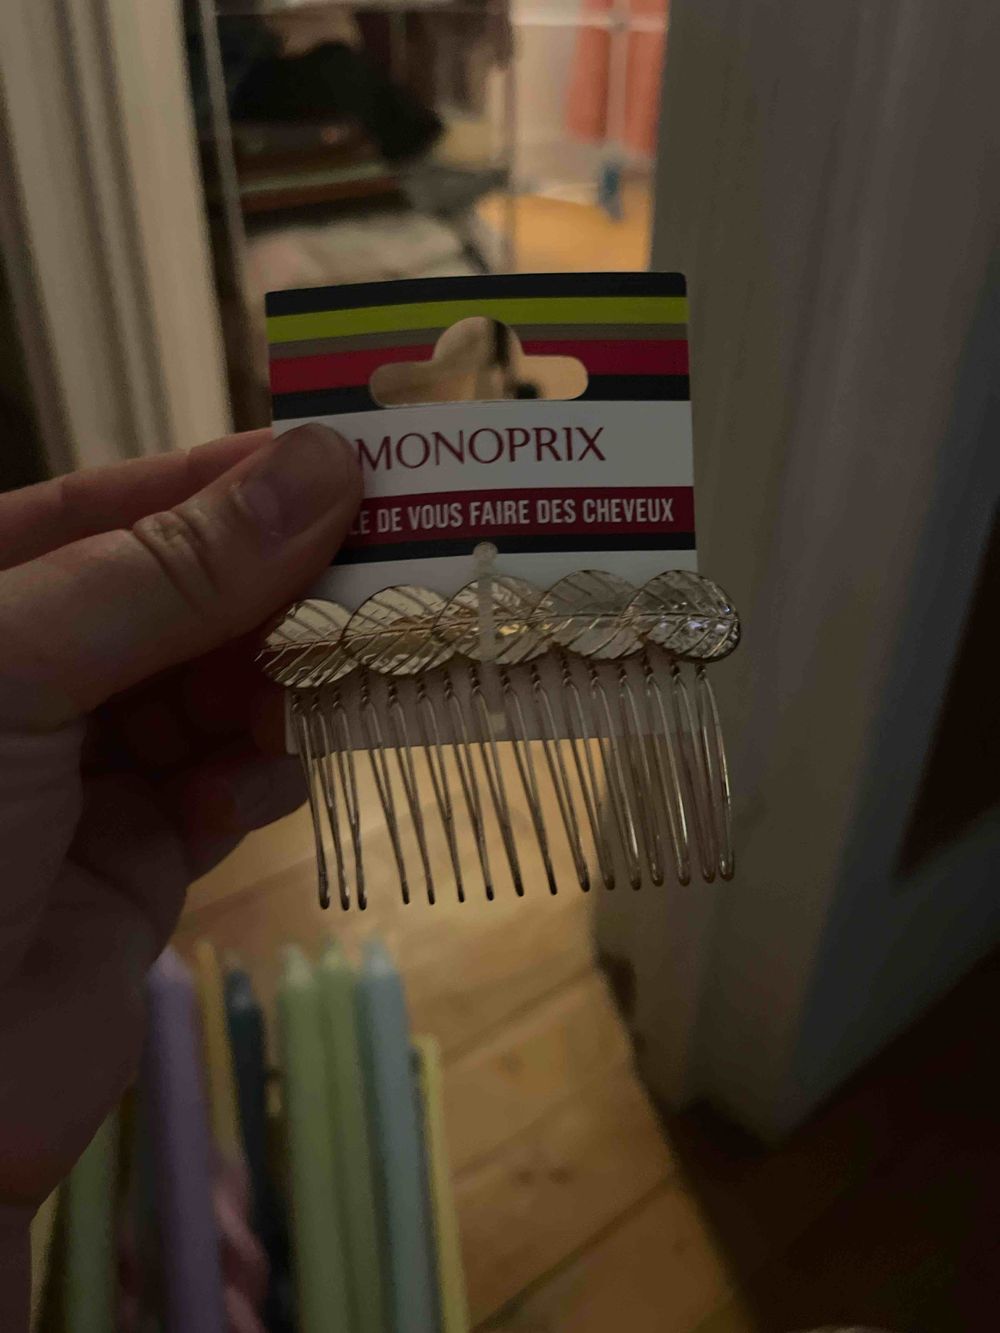 MONOPRIX
LE DE VOUS FAIRE DES CHEVEUX